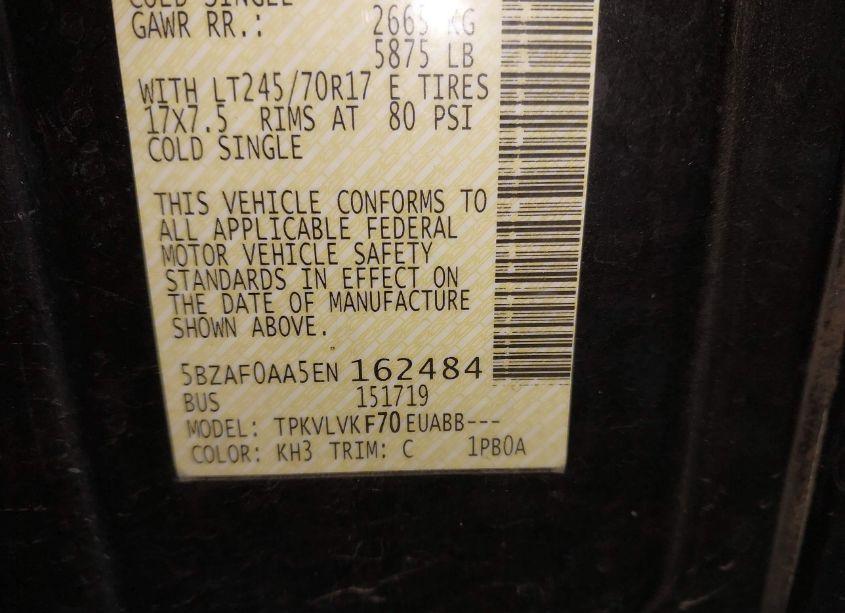 COLD SINGLE
GAWR RR.: 2665 KG
5875 LB
WITH LT245/70R17 E TIRES
17X7.5 RIMS AT 80 PSI
COLD SINGLE
THIS VEHICLE CONFORMS TO
ALL APPLICABLE FEDERAL
MOTOR VEHICLE SAFETY
STANDARDS IN EFFECT ON
THE DATE OF MANUFACTURE
SHOWN ABOVE.
5BZAF0AA5EN 162484
BUS 151719
MODEL: TPKVLVKF70EUABB---
COLOR: KH3 TRIM: C 1PB0A